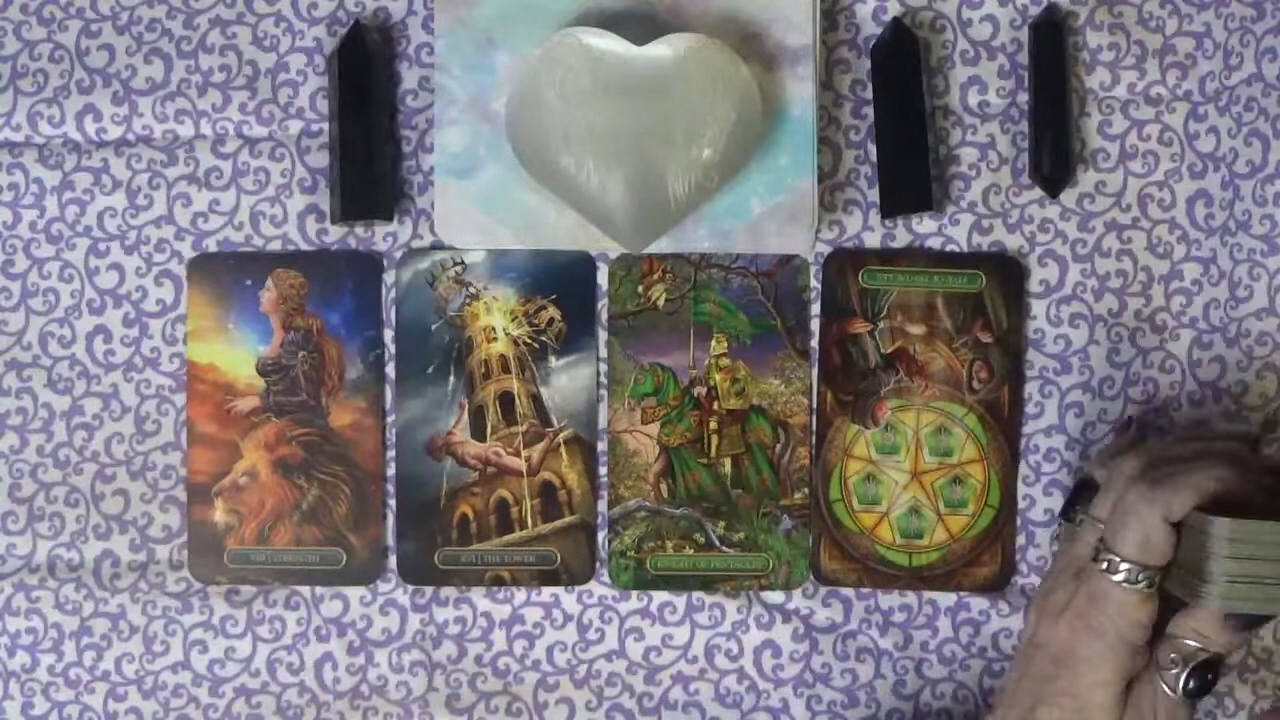 VIII | STRENGTH
XVI | THE TOWER
KNIGHT OF PENTACLES